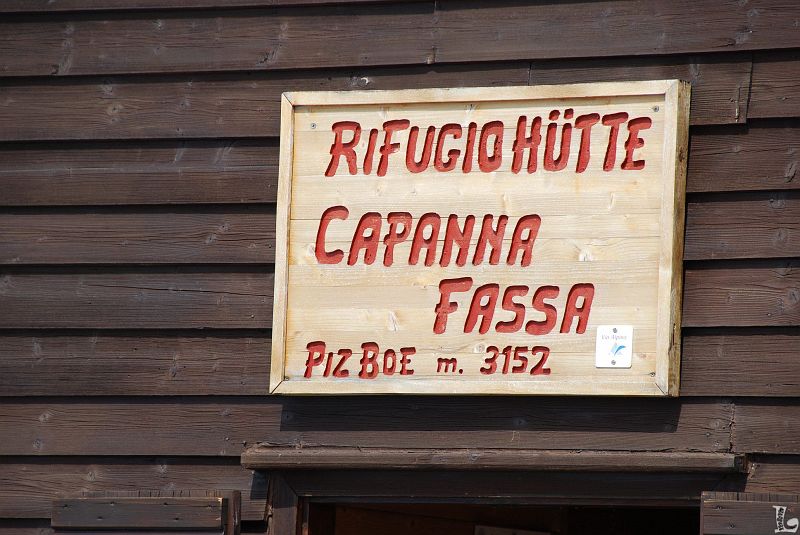 RIFUGIO HÜTTE
CAPANNA
FASSA
PIZ BOE m. 3152